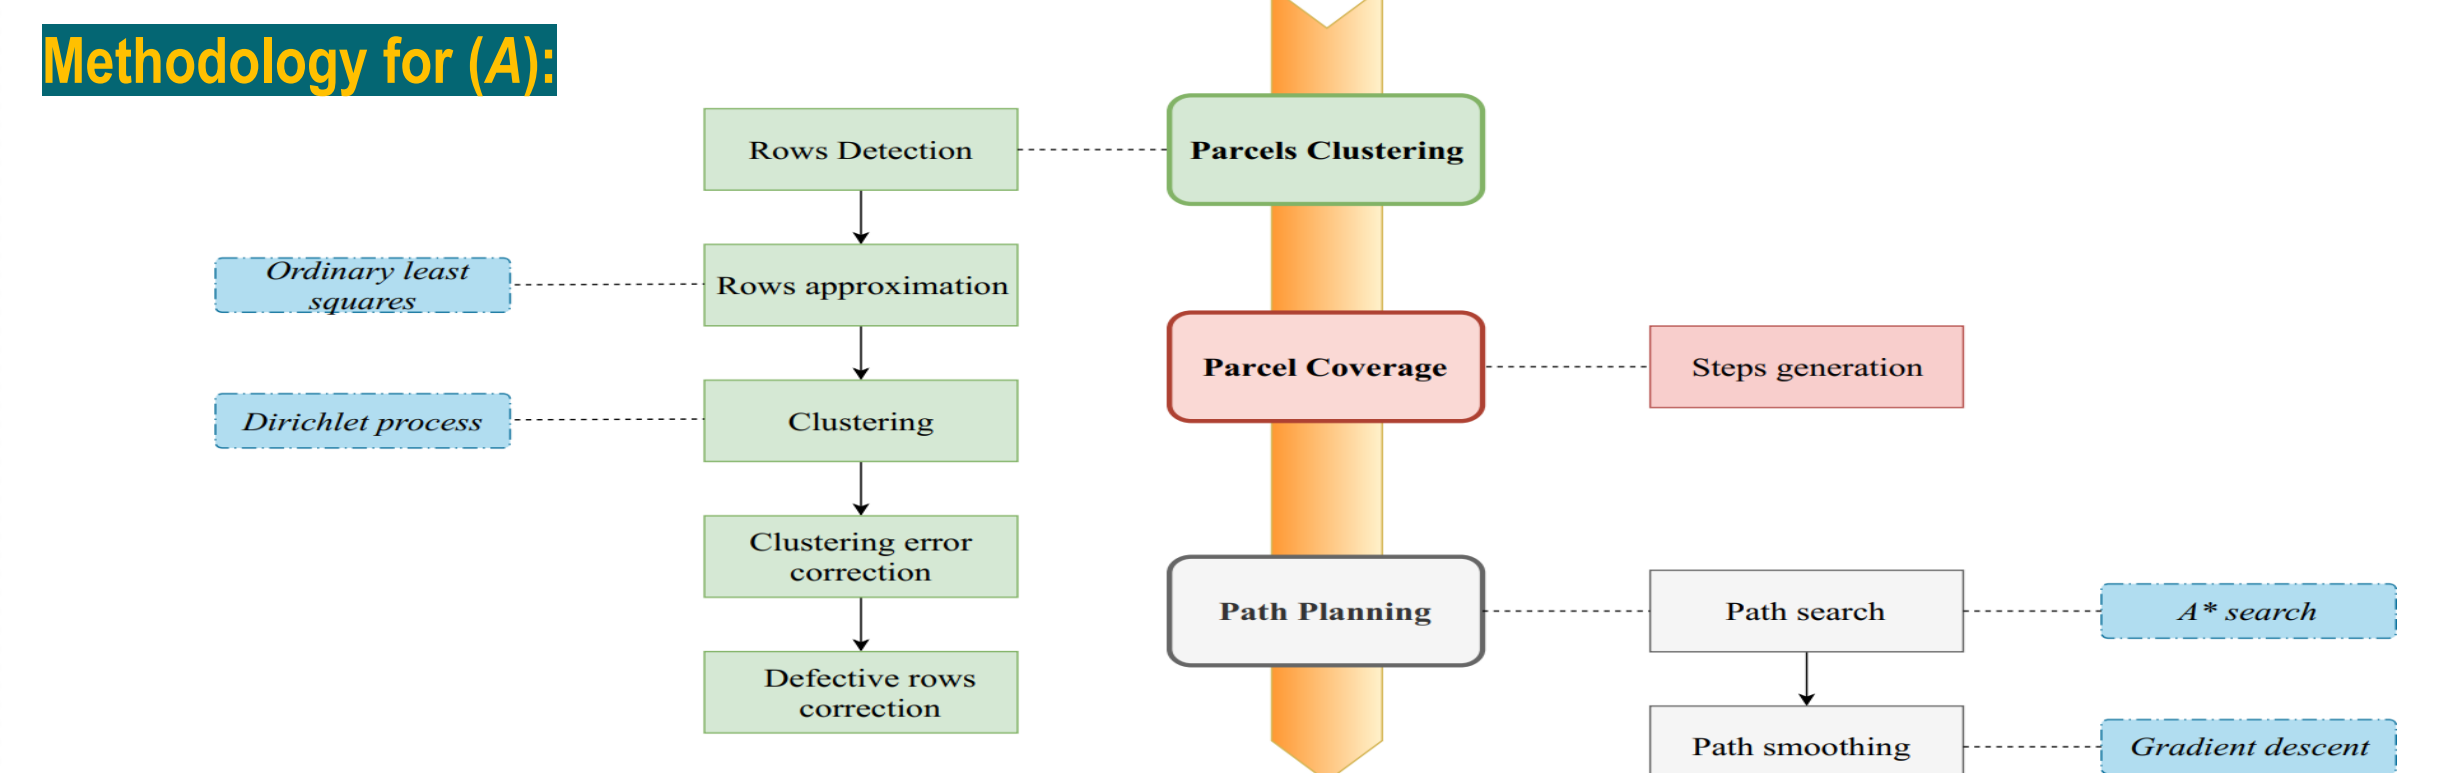 Methodology for (A):
Rows Detection
Parcels Clustering
Ordinary least
squares
Rows approximation
Parcel Coverage
Steps generation
Dirichlet process
Clustering
Clustering error
correction
Path Planning
Path search
A* search
Defective rows
correction
Path smoothing
Gradient descent